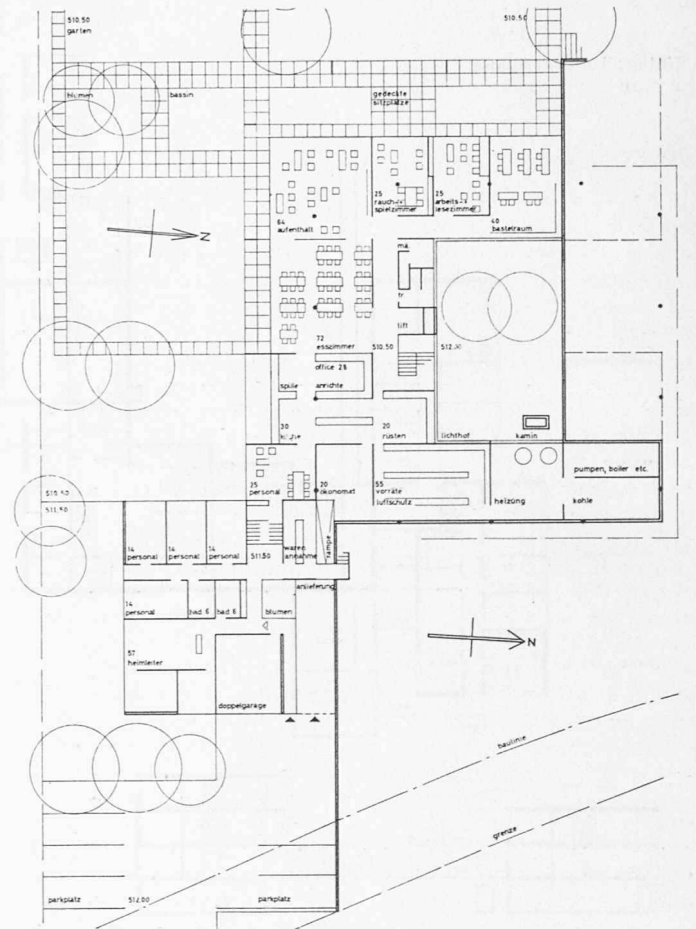 510.50
garten
510.50
blumen
bassin
gedeckte
sitzplätze
25
rauch- u
spielzimmer
25
arbeits- u
lesezimmer
40
bastelraum
64
aufenthalt
N
ma.
tr
lift
72
esszimmer
510.50
512.30
office 28
spüle
anrichte
30
küche
20
rüsten
lichthof
kamin
pumpen, boiler etc.
25
personal
20
ökonomat
55
vorräte
luftschutz
heizung
kohle
510.50
511.50
14
personal
14
personal
14
personal
511.50
waren
annahme
rampe
anlieferung
14
personal
bad 6
bad 6
blumen
57
heimleiter
N
doppelgarage
baulinie
grenze
parkplatz
512.00
parkplatz